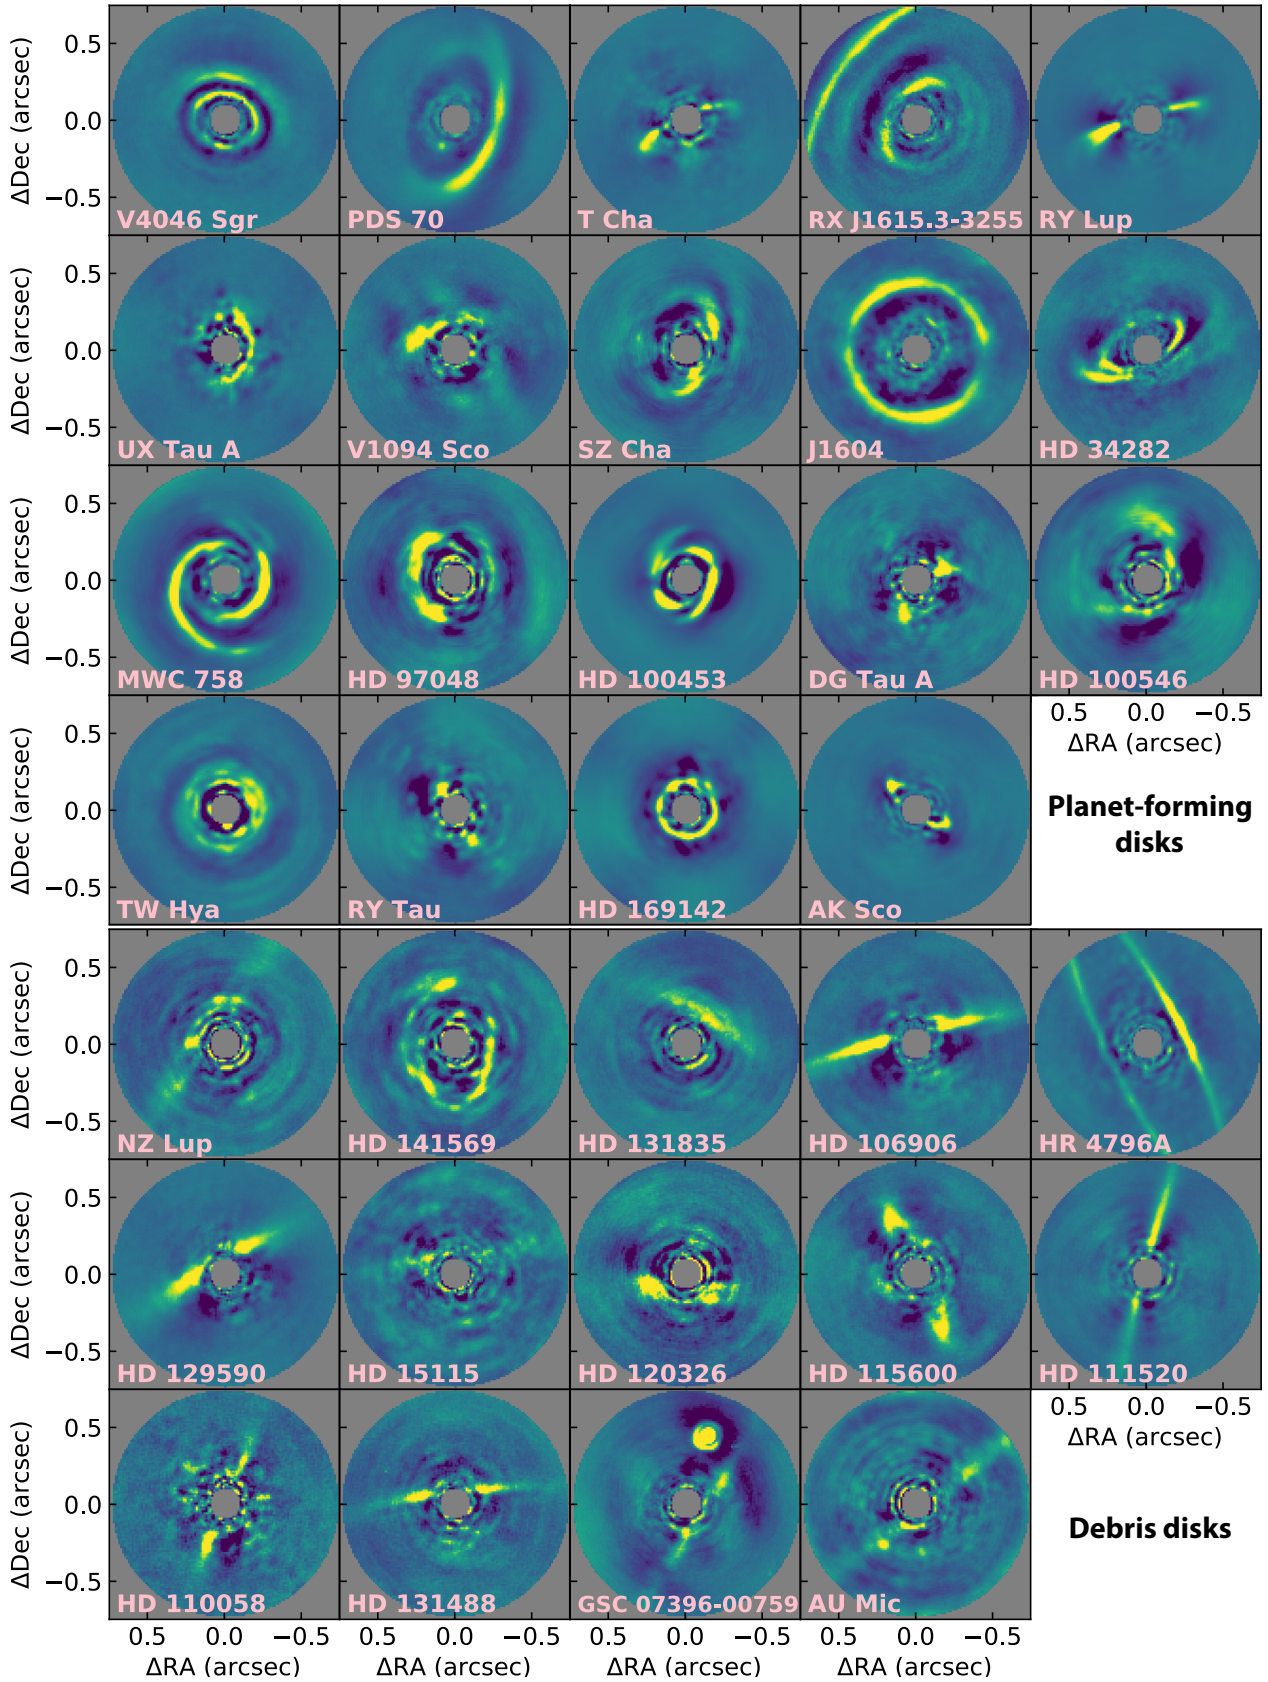 ΔDec (arcsec)
0.5
0.0
−0.5
V4046 Sgr
PDS 70
T Cha
RX J1615.3-3255
RY Lup
ΔDec (arcsec)
0.5
0.0
−0.5
UX Tau A
V1094 Sco
SZ Cha
J1604
HD 34282
ΔDec (arcsec)
0.5
0.0
−0.5
MWC 758
HD 97048
HD 100453
DG Tau A
HD 100546
0.5 0.0 −0.5
ΔRA (arcsec)
ΔDec (arcsec)
0.5
0.0
−0.5
TW Hya
RY Tau
HD 169142
AK Sco
Planet-forming
disks
ΔDec (arcsec)
0.5
0.0
−0.5
NZ Lup
HD 141569
HD 131835
HD 106906
HR 4796A
ΔDec (arcsec)
0.5
0.0
−0.5
HD 129590
HD 15115
HD 120326
HD 115600
HD 111520
0.5 0.0 −0.5
ΔRA (arcsec)
ΔDec (arcsec)
0.5
0.0
−0.5
HD 110058
HD 131488
GSC 07396-00759
AU Mic
Debris disks
0.5 0.0 −0.5
0.5 0.0 −0.5
0.5 0.0 −0.5
0.5 0.0 −0.5
ΔRA (arcsec)
ΔRA (arcsec)
ΔRA (arcsec)
ΔRA (arcsec)